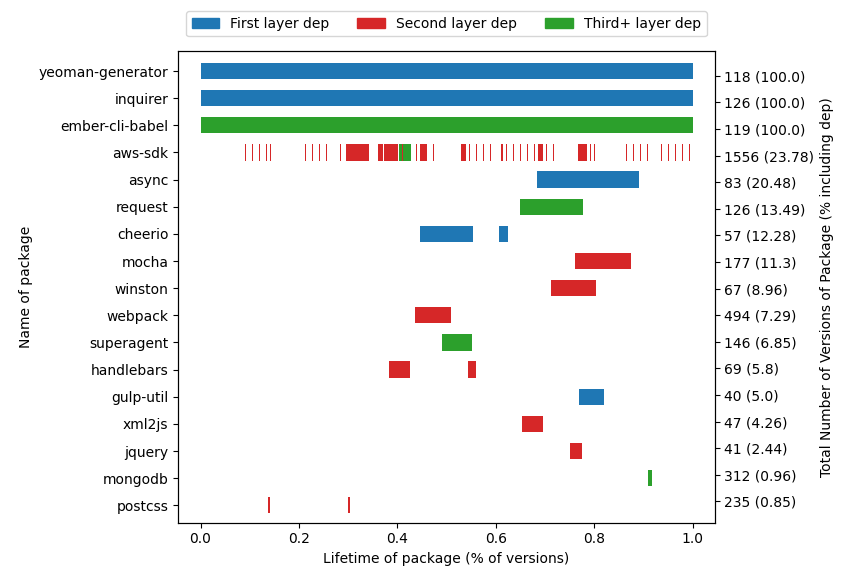 First layer dep Second layer dep Third+ layer dep
yeoman-generator 118 (100.0)
inquirer 126 (100.0)
ember-cli-babel 119 (100.0)
aws-sdk 1556 (23.78)
async 83 (20.48)
request 126 (13.49)
cheerio 57 (12.28)
mocha 177 (11.3)
winston 67 (8.96)
webpack 494 (7.29)
superagent 146 (6.85)
handlebars 69 (5.8)
gulp-util 40 (5.0)
xml2js 47 (4.26)
jquery 41 (2.44)
mongodb 312 (0.96)
postcss 235 (0.85)
0.0 0.2 0.4 0.6 0.8 1.0
Lifetime of package (% of versions)
Name of package
Total Number of Versions of Package (% including dep)